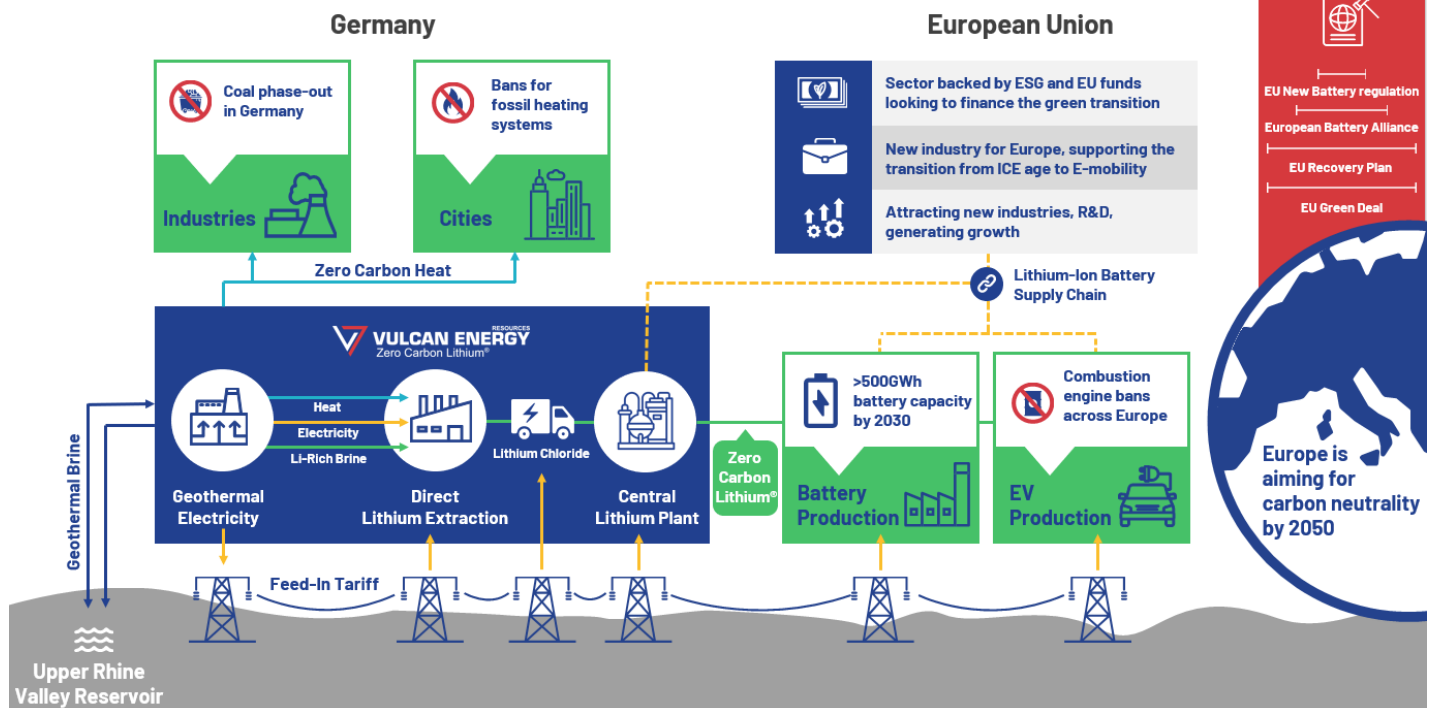 Germany
European Union
Coal phase-out
in Germany
Industries
Bans for
fossil heating
systems
Cities
Zero Carbon Heat
Sector backed by ESG and EU funds
looking to finance the green transition
New industry for Europe, supporting the
transition from ICE age to E-mobility
Attracting new industries, R&D,
generating growth
Lithium-Ion Battery
Supply Chain
EU New Battery regulation
European Battery Alliance
EU Recovery Plan
EU Green Deal
Europe is
aiming for
carbon neutrality
by 2050
VULCAN ENERGY
RESOURCES
Zero Carbon Lithium®
Heat
Electricity
Li-Rich Brine
Lithium Chloride
Geothermal
Electricity
Direct
Lithium Extraction
Central
Lithium Plant
Zero
Carbon
Lithium®
>500GWh
battery capacity
by 2030
Battery
Production
Combustion
engine bans
across Europe
EV
Production
Geothermal Brine
Feed-In Tariff
Upper Rhine
Valley Reservoir